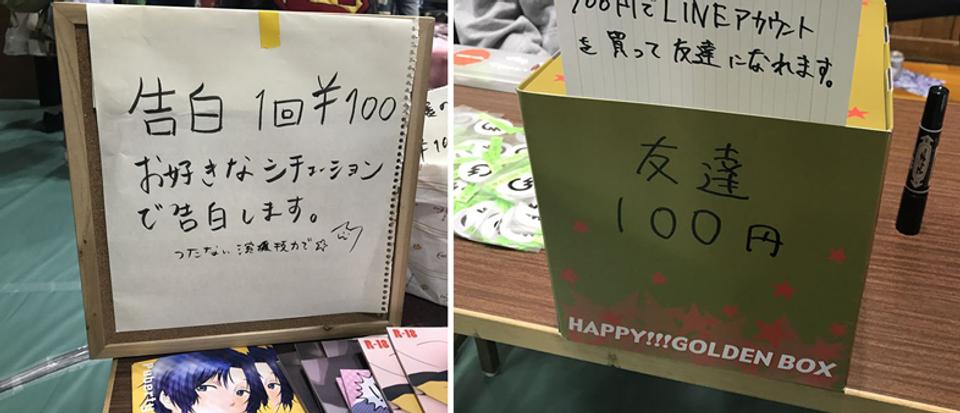 告白 1回¥100
お好きなシチュエーション
で告白します。
つたない演技力で☆
R-18
R-18
100円でLINEアカウント
を買って友達になれます。
友達
100円
HAPPY!!!GOLDEN BOX